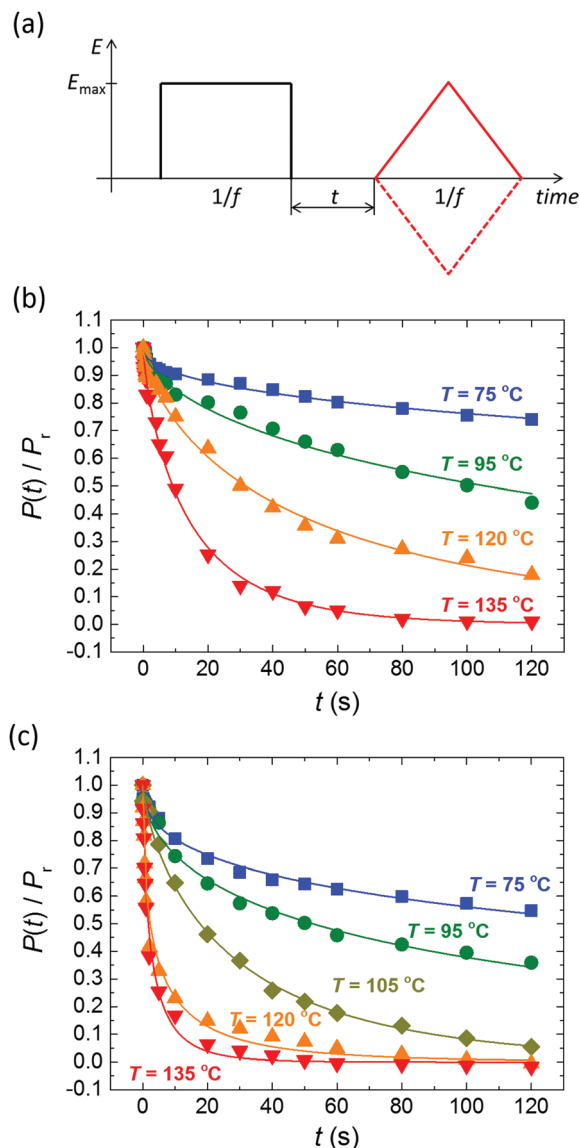 (a)
E
E_max
1/f
t
1/f
time
(b)
1.1
1.0
0.9
0.8
0.7
0.6
0.5
0.4
0.3
0.2
0.1
0.0
-0.1
P(t) / P_r
T = 75 °C
T = 95 °C
T = 120 °C
T = 135 °C
0 20 40 60 80 100 120
t (s)
(c)
1.1
1.0
0.9
0.8
0.7
0.6
0.5
0.4
0.3
0.2
0.1
0.0
-0.1
P(t) / P_r
T = 75 °C
T = 95 °C
T = 105 °C
T = 120 °C
T = 135 °C
0 20 40 60 80 100 120
t (s)